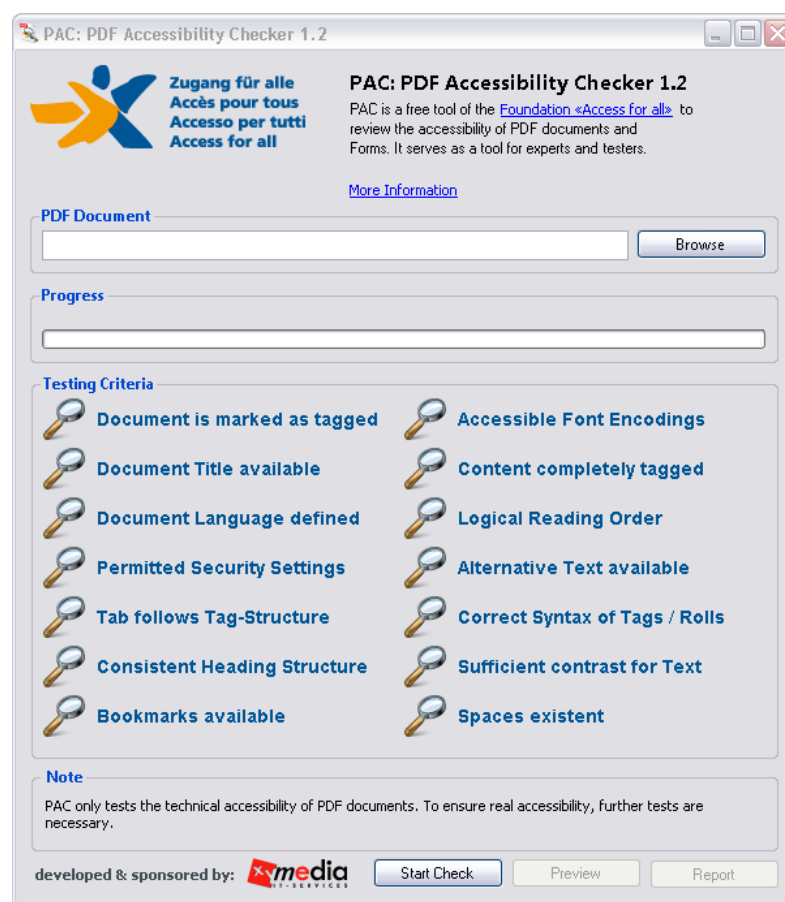 PAC: PDF Accessibility Checker 1.2
Zugang für alle
Accès pour tous
Accesso per tutti
Access for all
PAC: PDF Accessibility Checker 1.2
PAC is a free tool of the Foundation «Access for all» to
review the accessibility of PDF documents and
Forms. It serves as a tool for experts and testers.
More Information
PDF Document
Browse
Progress
Testing Criteria
Document is marked as tagged
Accessible Font Encodings
Document Title available
Content completely tagged
Document Language defined
Logical Reading Order
Permitted Security Settings
Alternative Text available
Tab follows Tag-Structure
Correct Syntax of Tags / Rolls
Consistent Heading Structure
Sufficient contrast for Text
Bookmarks available
Spaces existent
Note
PAC only tests the technical accessibility of PDF documents. To ensure real accessibility, further tests are
necessary.
developed & sponsored by:
xymedia
IT-SERVICES
Start Check
Preview
Report